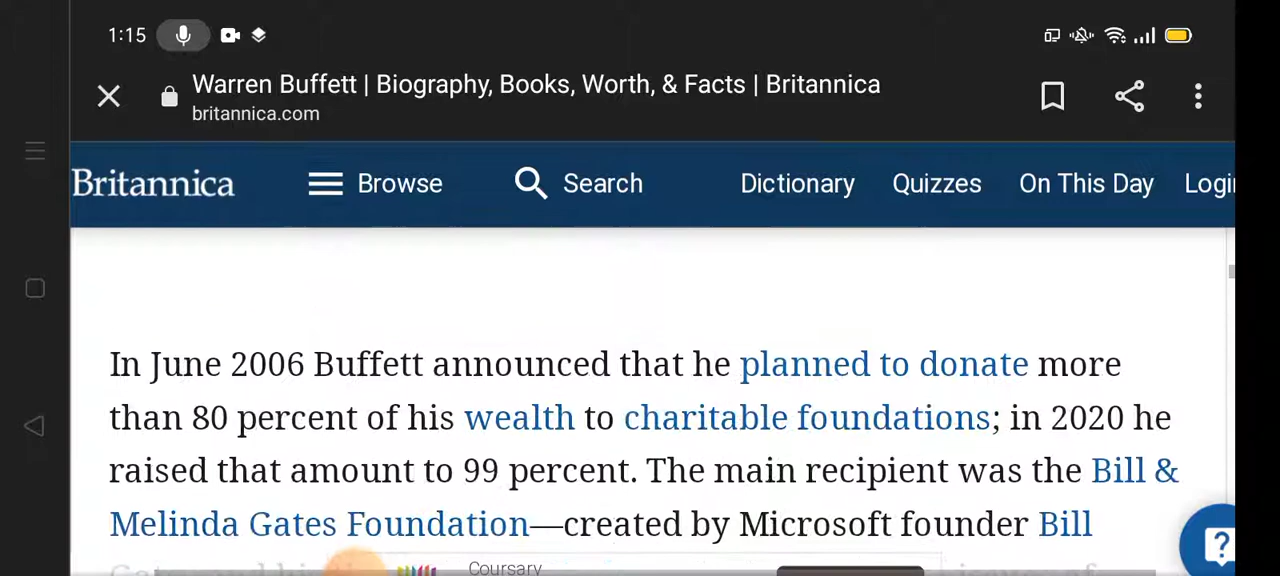 1:15
Warren Buffett | Biography, Books, Worth, & Facts | Britannica
britannica.com
Britannica Browse Search Dictionary Quizzes On This Day Login
In June 2006 Buffett announced that he planned to donate more
than 80 percent of his wealth to charitable foundations; in 2020 he
raised that amount to 99 percent. The main recipient was the Bill &
Melinda Gates Foundation—created by Microsoft founder Bill
Coursary